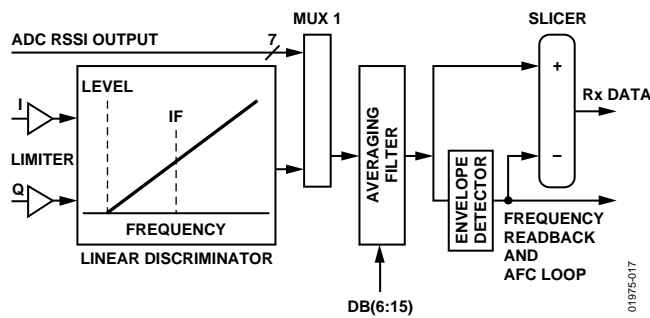 MUX 1
SLICER
ADC RSSI OUTPUT
7
LEVEL
I
IF
LIMITER
Q
FREQUENCY
LINEAR DISCRIMINATOR
AVERAGING
FILTER
DB(6:15)
ENVELOPE
DETECTOR
+
–
Rx DATA
FREQUENCY
READBACK
AND
AFC LOOP
01975-017